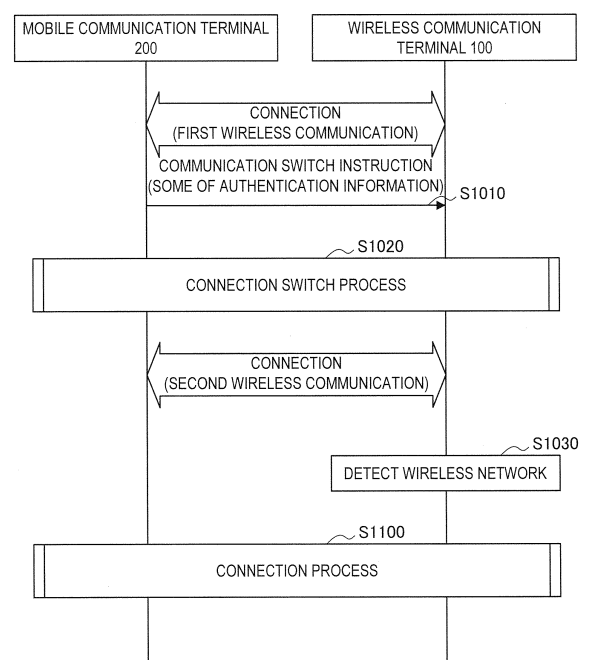 MOBILE COMMUNICATION TERMINAL
200
WIRELESS COMMUNICATION
TERMINAL 100
CONNECTION
(FIRST WIRELESS COMMUNICATION)
COMMUNICATION SWITCH INSTRUCTION
(SOME OF AUTHENTICATION INFORMATION)
S1010
S1020
CONNECTION SWITCH PROCESS
CONNECTION
(SECOND WIRELESS COMMUNICATION)
S1030
DETECT WIRELESS NETWORK
S1100
CONNECTION PROCESS